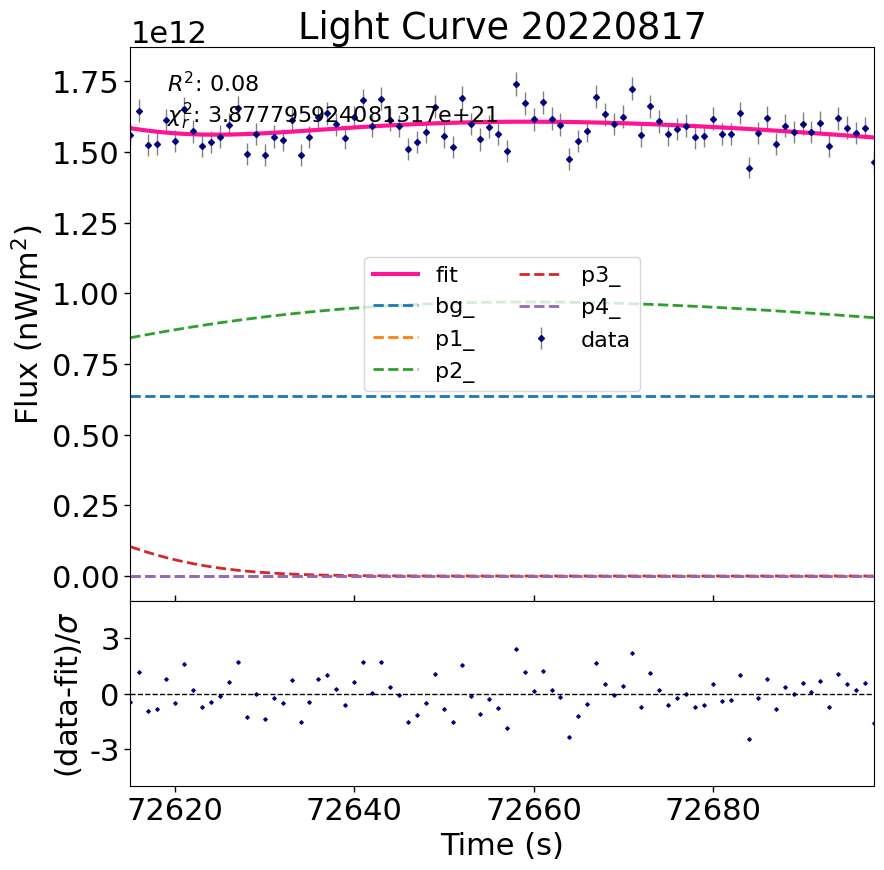 Light Curve 20220817
1e12
R²: 0.08
χ²ᵣ: 3.8777795924081317e+21
1.75
1.50
1.25
1.00
0.75
0.50
0.25
0.00
Flux (nW/m²)
fit
bg_
p1_
p2_
p3_
p4_
data
3
0
-3
(data-fit)/σ
72620 72640 72660 72680
Time (s)